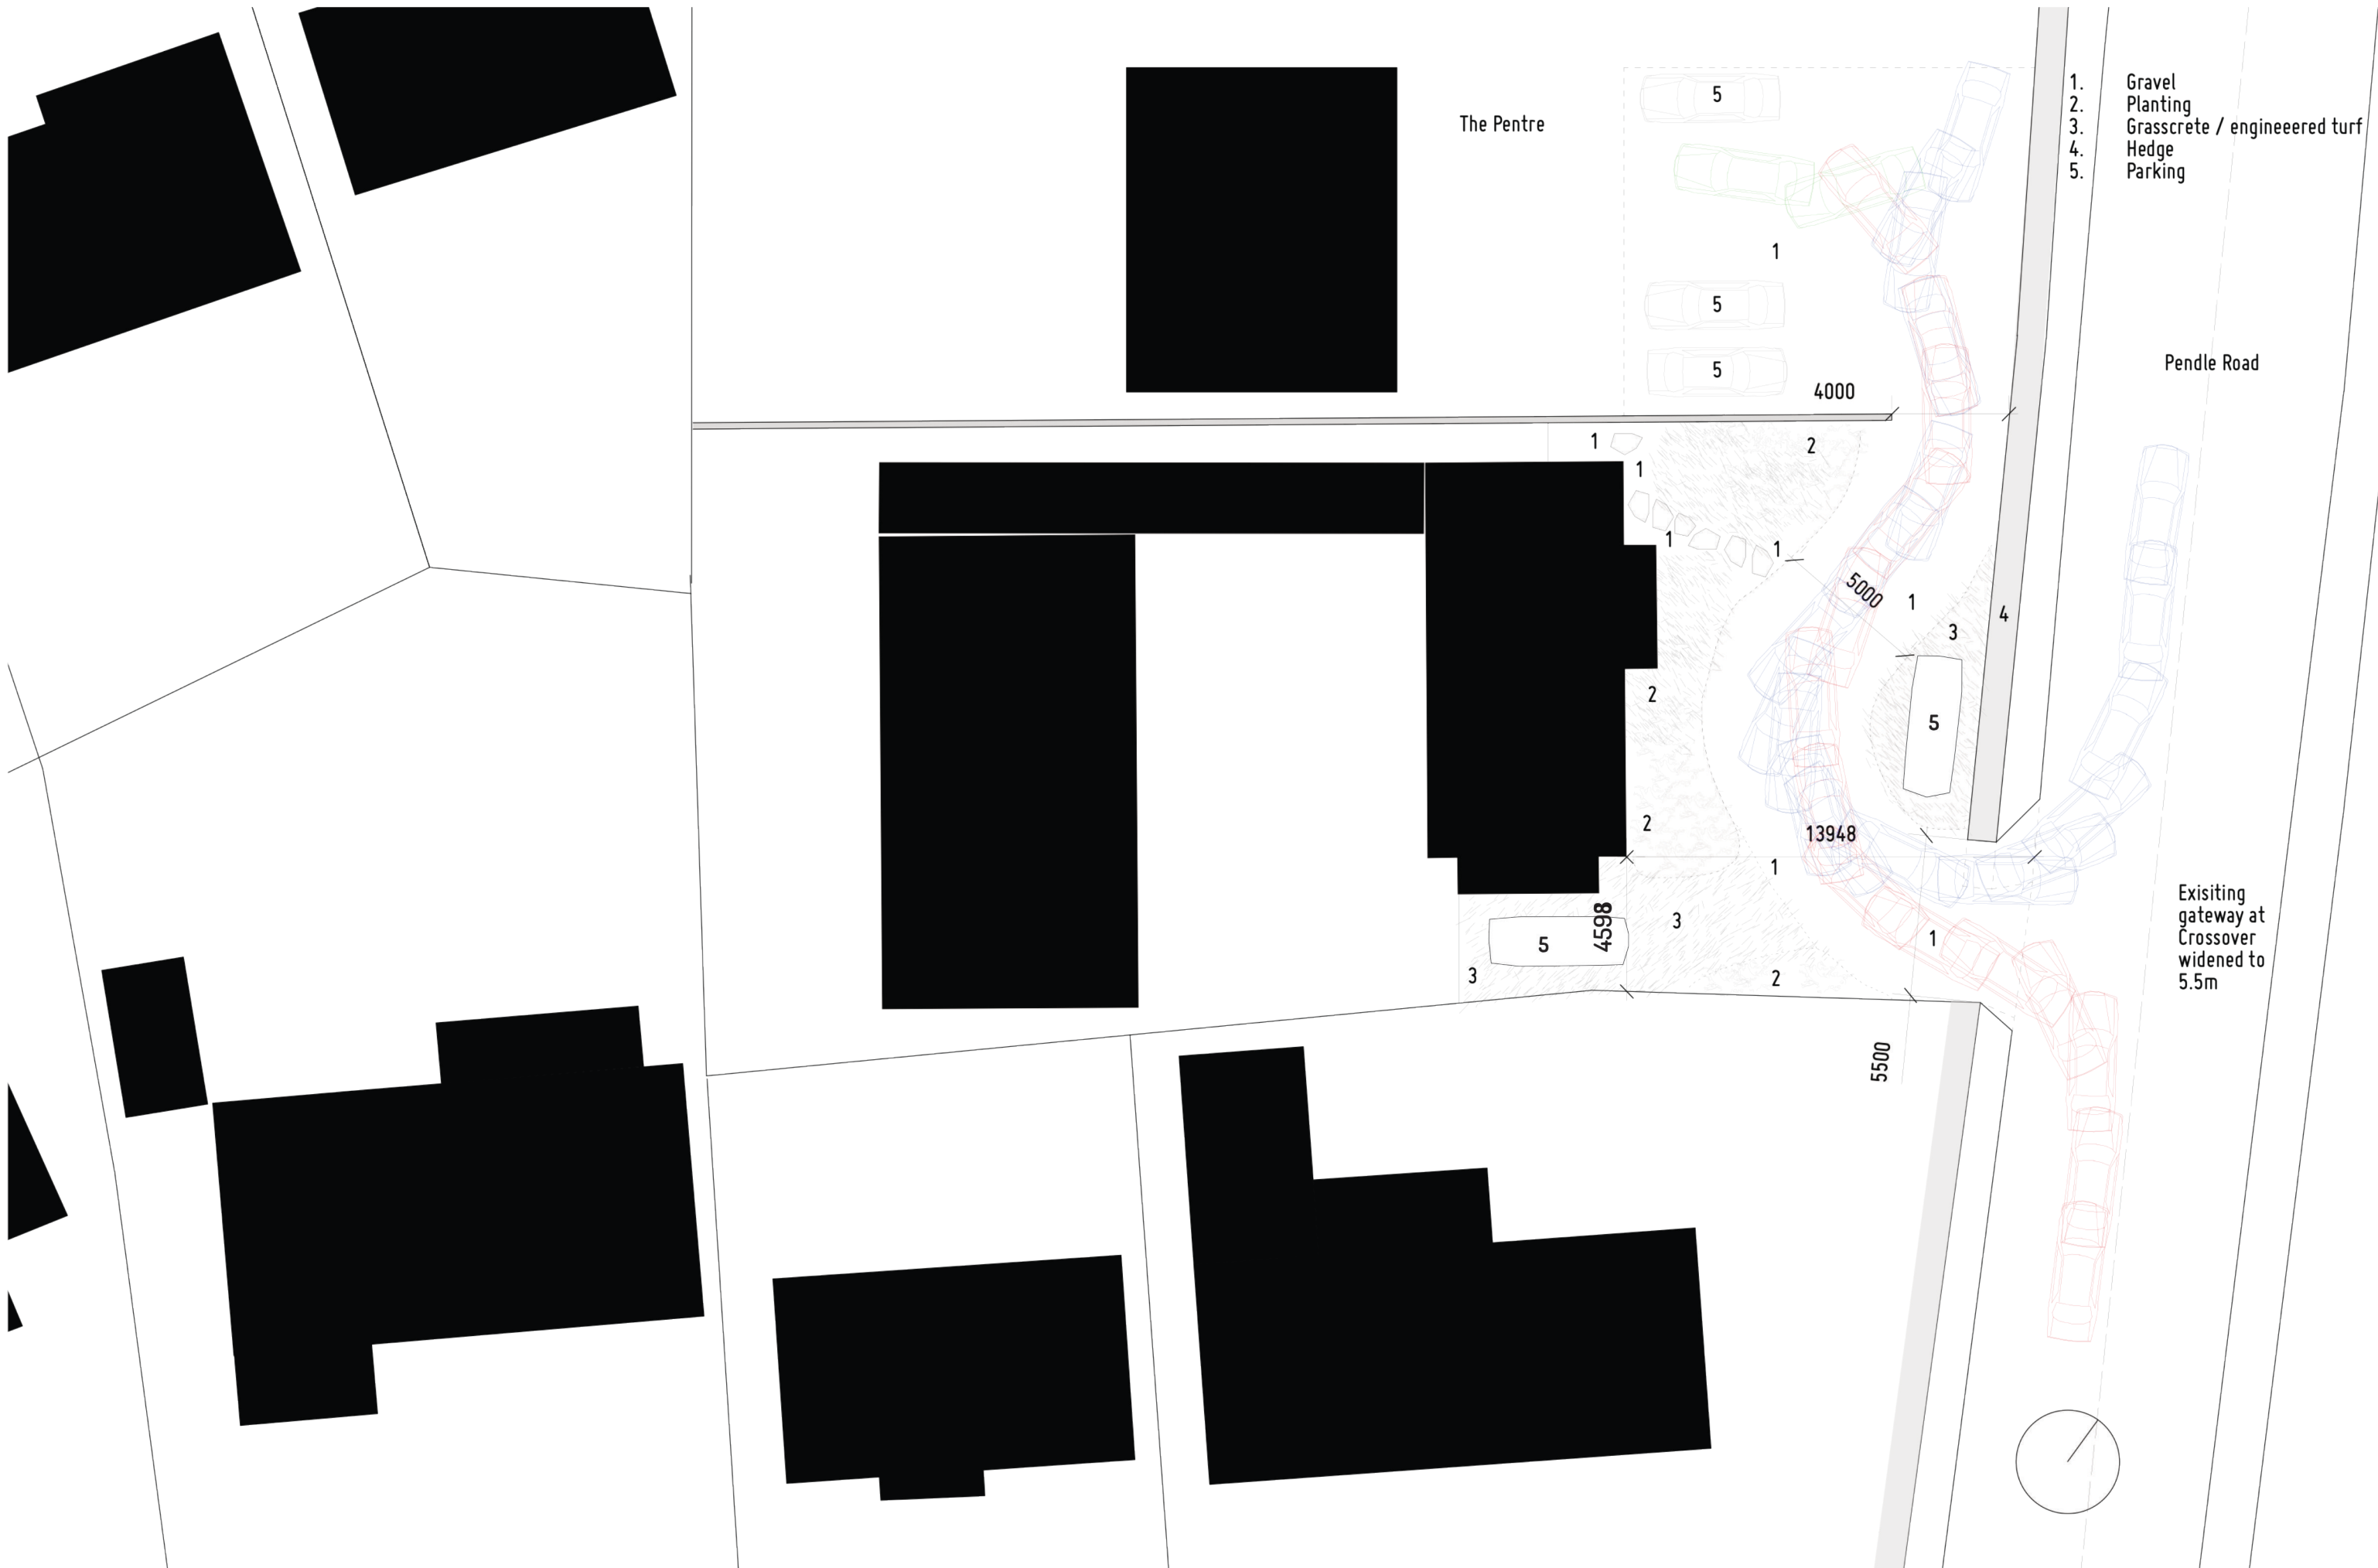 1. Gravel
2. Planting
3. Grasscrete / engineeered turf
4. Hedge
5. Parking
5
The Pentre
1
5
Pendle Road
5
4000
1
2
1
1
1
5000
1
4
3
2
5
2
13948
1
Exisiting
gateway at
Crossover
widened to
5.5m
4598
3
1
5
3
2
5500